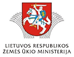 LIETUVOS RESPUBLIKOS
ŽEMĖS ŪKIO MINISTERIJA